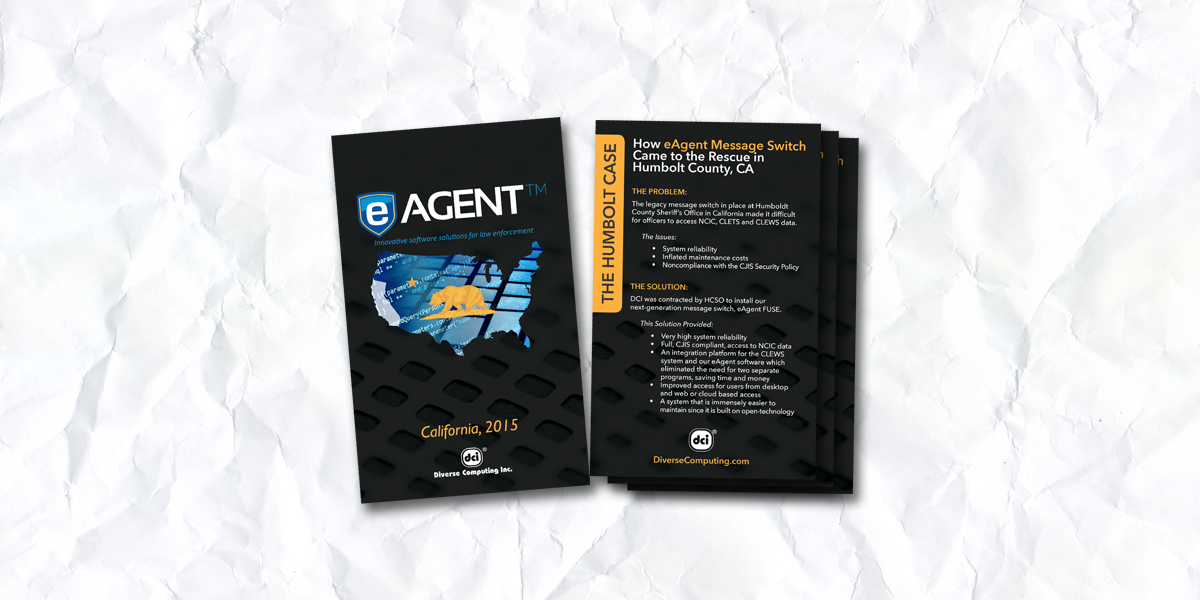 e AGENT™
Innovative software solutions for law enforcement
California, 2015
dci®
Diverse Computing Inc.
THE HUMBOLT CASE
How eAgent Message Switch
Came to the Rescue in
Humbolt County, CA
THE PROBLEM:
The legacy message switch in place at Humboldt
County Sheriff's Office in California made it difficult
for officers to access NCIC, CLETS and CLEWS data.
The Issues:
• System reliability
• Inflated maintenance costs
• Noncompliance with the CJIS Security Policy
THE SOLUTION:
DCI was contracted by HCSO to install our
next-generation message switch, eAgent FUSE.
This Solution Provided:
• Very high system reliability
• Full, CJIS compliant, access to NCIC data
• An integration platform for the CLEWS
system and our eAgent software which
eliminated the need for two separate
programs, saving time and money
• Improved access for users from desktop
and web or cloud based access
• A system that is immensely easier to
maintain since it is built on open-technology
dci®
DiverseComputing.com